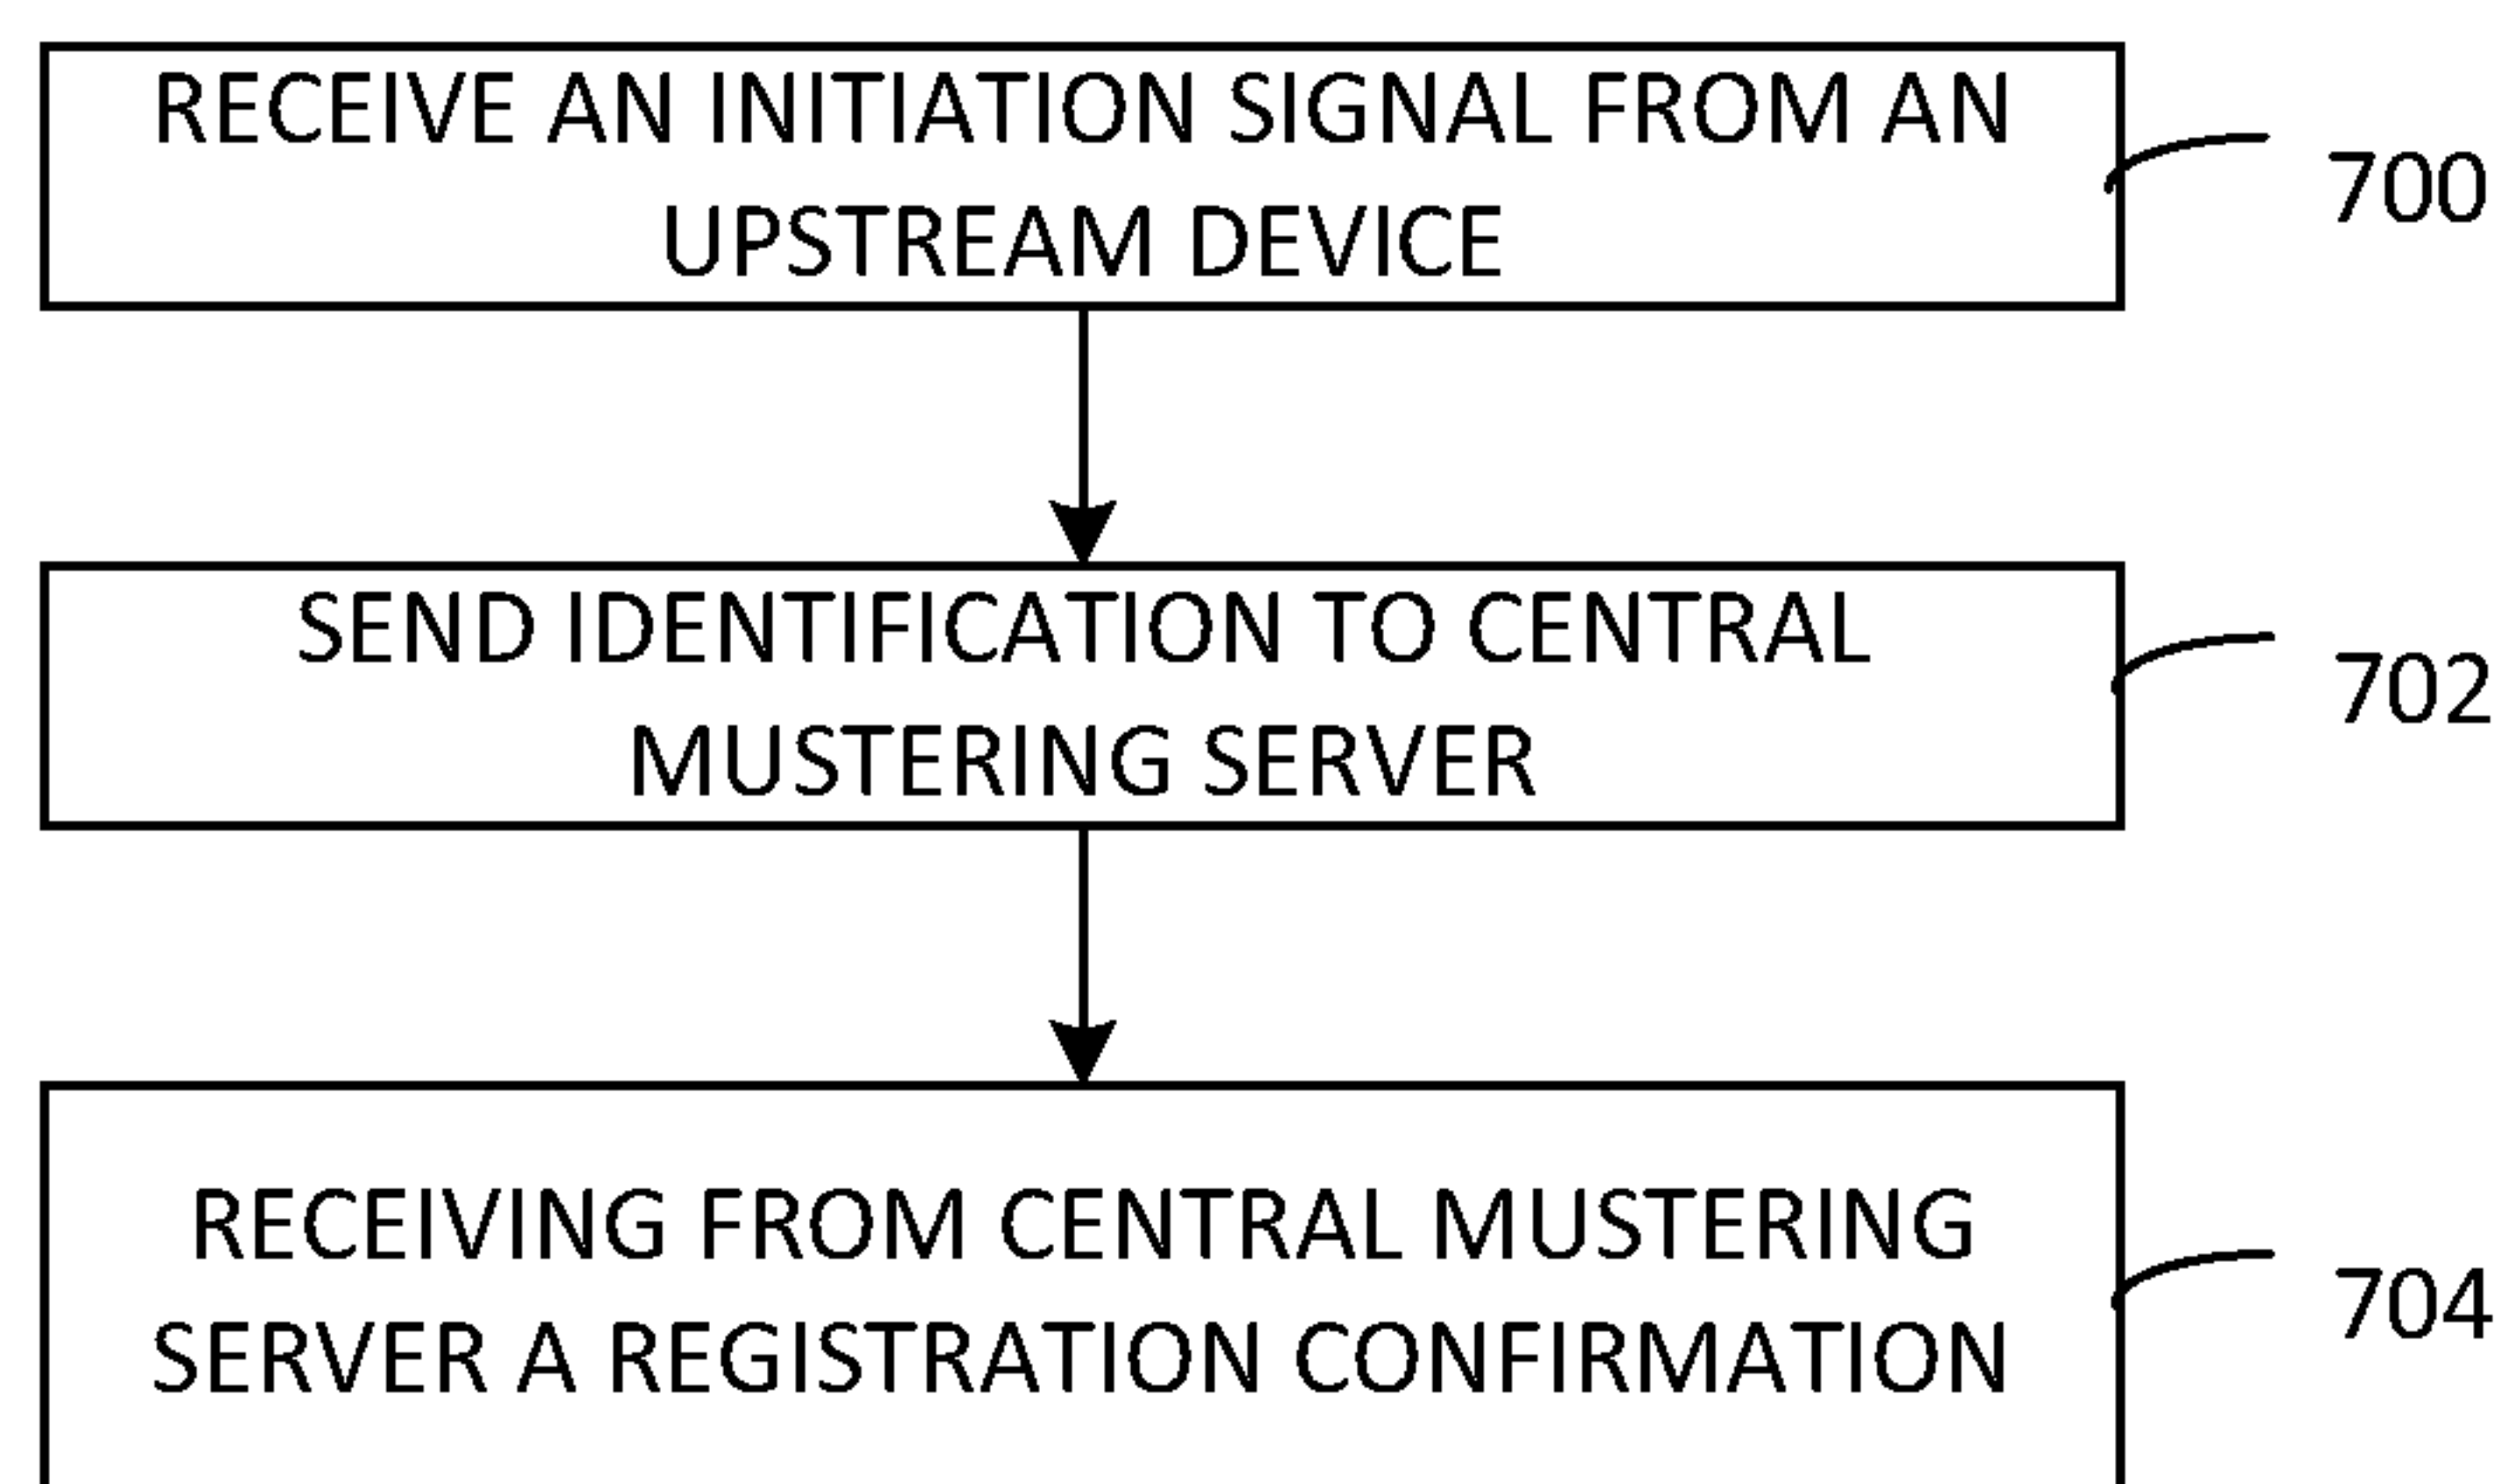 RECEIVE AN INITIATION SIGNAL FROM AN
UPSTREAM DEVICE
700
SEND IDENTIFICATION TO CENTRAL
MUSTERING SERVER
702
RECEIVING FROM CENTRAL MUSTERING
SERVER A REGISTRATION CONFIRMATION
704